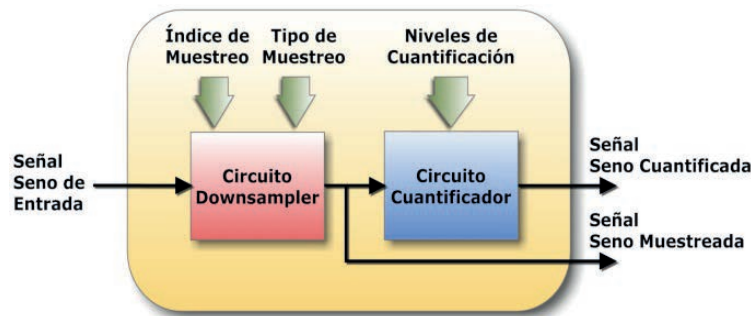 Índice de
Muestreo
Tipo de
Muestreo
Niveles de
Cuantificación
Señal
Seno de
Entrada
Circuito
Downsampler
Circuito
Cuantificador
Señal
Seno Cuantificada
Señal
Seno Muestreada